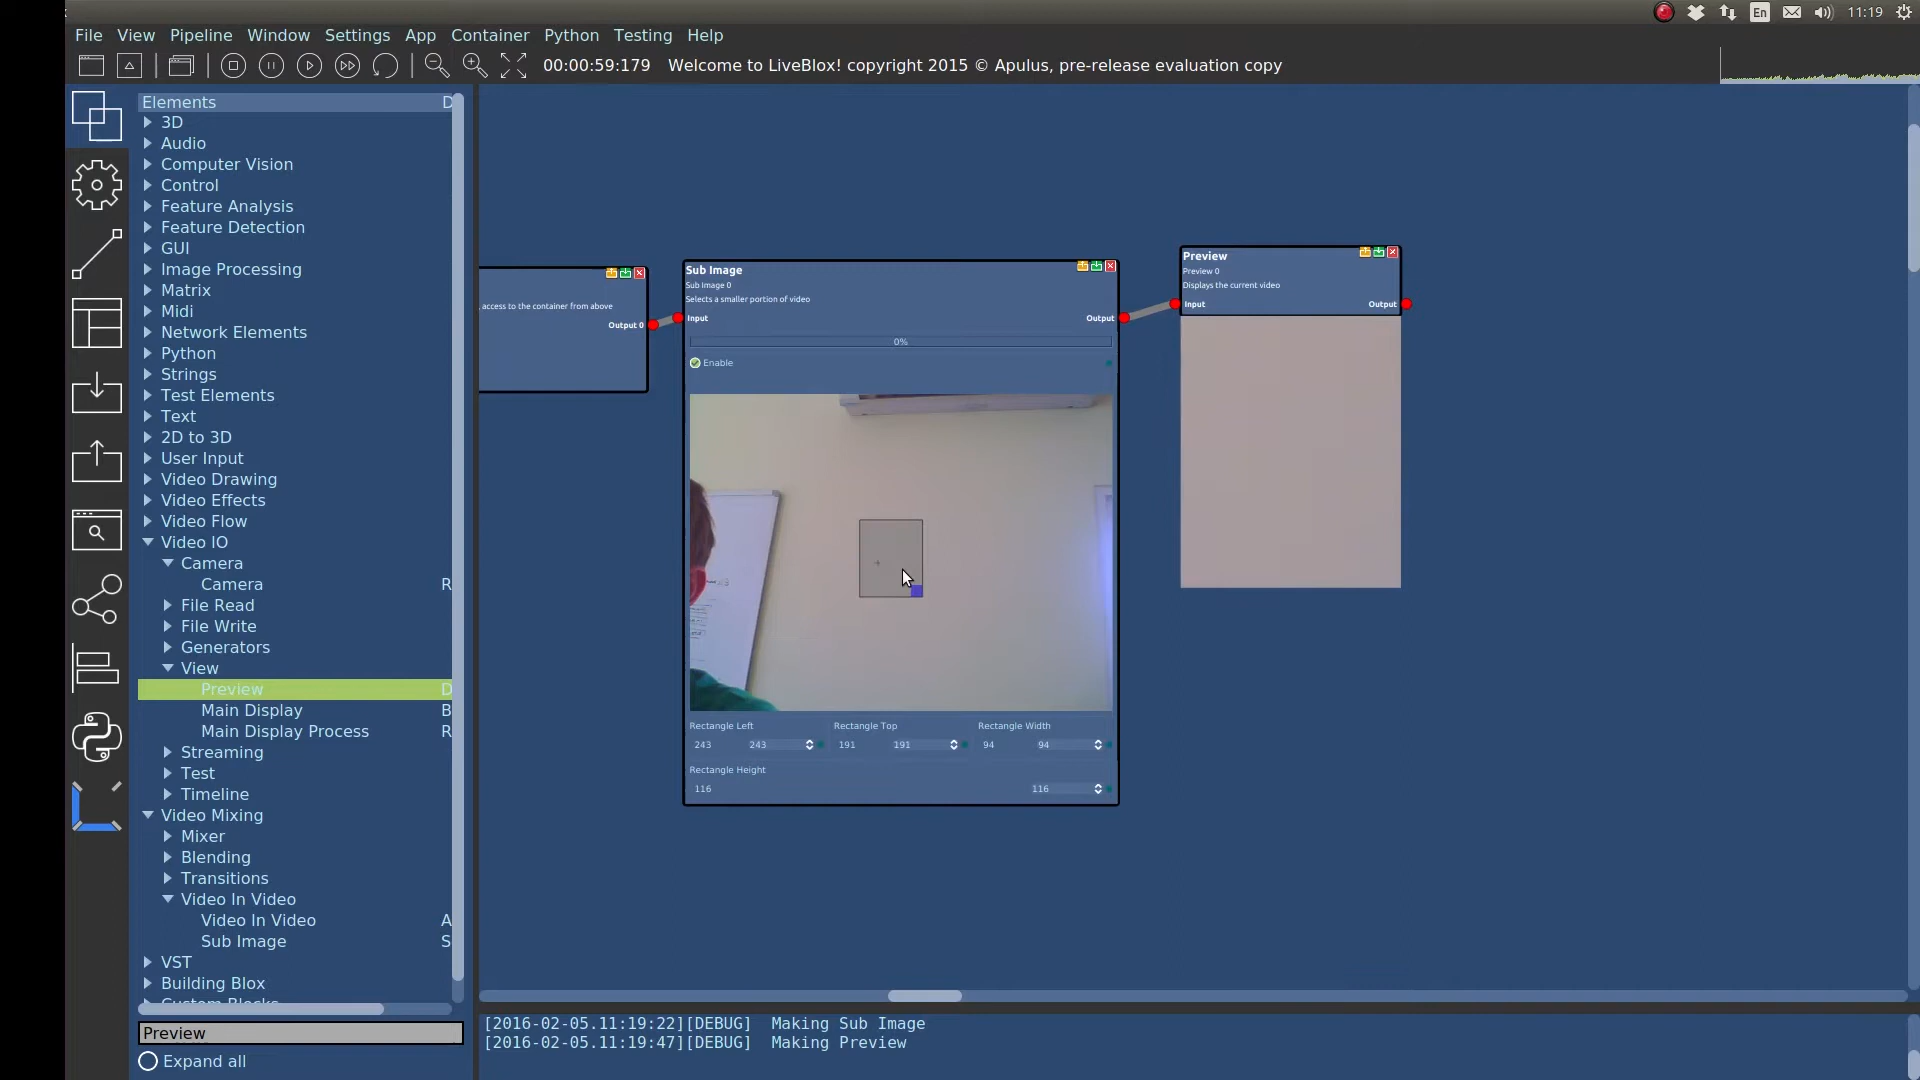 En
11:19
File View Pipeline Window Settings App Container Python Testing Help
00:00:59:179 Welcome to LiveBlox! copyright 2015 © Apulus, pre-release evaluation copy
Elements D
3D
Audio
Computer Vision
Control
Feature Analysis
Feature Detection
GUI
Image Processing
Matrix
Midi
Network Elements
Python
Strings
Test Elements
Text
2D to 3D
User Input
Video Drawing
Video Effects
Video Flow
Video IO
Camera
Camera R
File Read
File Write
Generators
View
Preview D
Main Display B
Main Display Process R
Streaming
Test
Timeline
Video Mixing
Mixer
Blending
Transitions
Video In Video
Video In Video A
Sub Image S
VST
Building Blox
Custom Blocks
Preview
Expand all
access to the container from above
Output 0
Sub Image
Sub Image 0
Selects a smaller portion of video
Input Output
0%
Enable
Rectangle Left Rectangle Top Rectangle Width
243 243 191 191 94 94
Rectangle Height
116 116
Preview
Preview 0
Displays the current video
Input Output
[2016-02-05.11:19:22][DEBUG] Making Sub Image
[2016-02-05.11:19:47][DEBUG] Making Preview